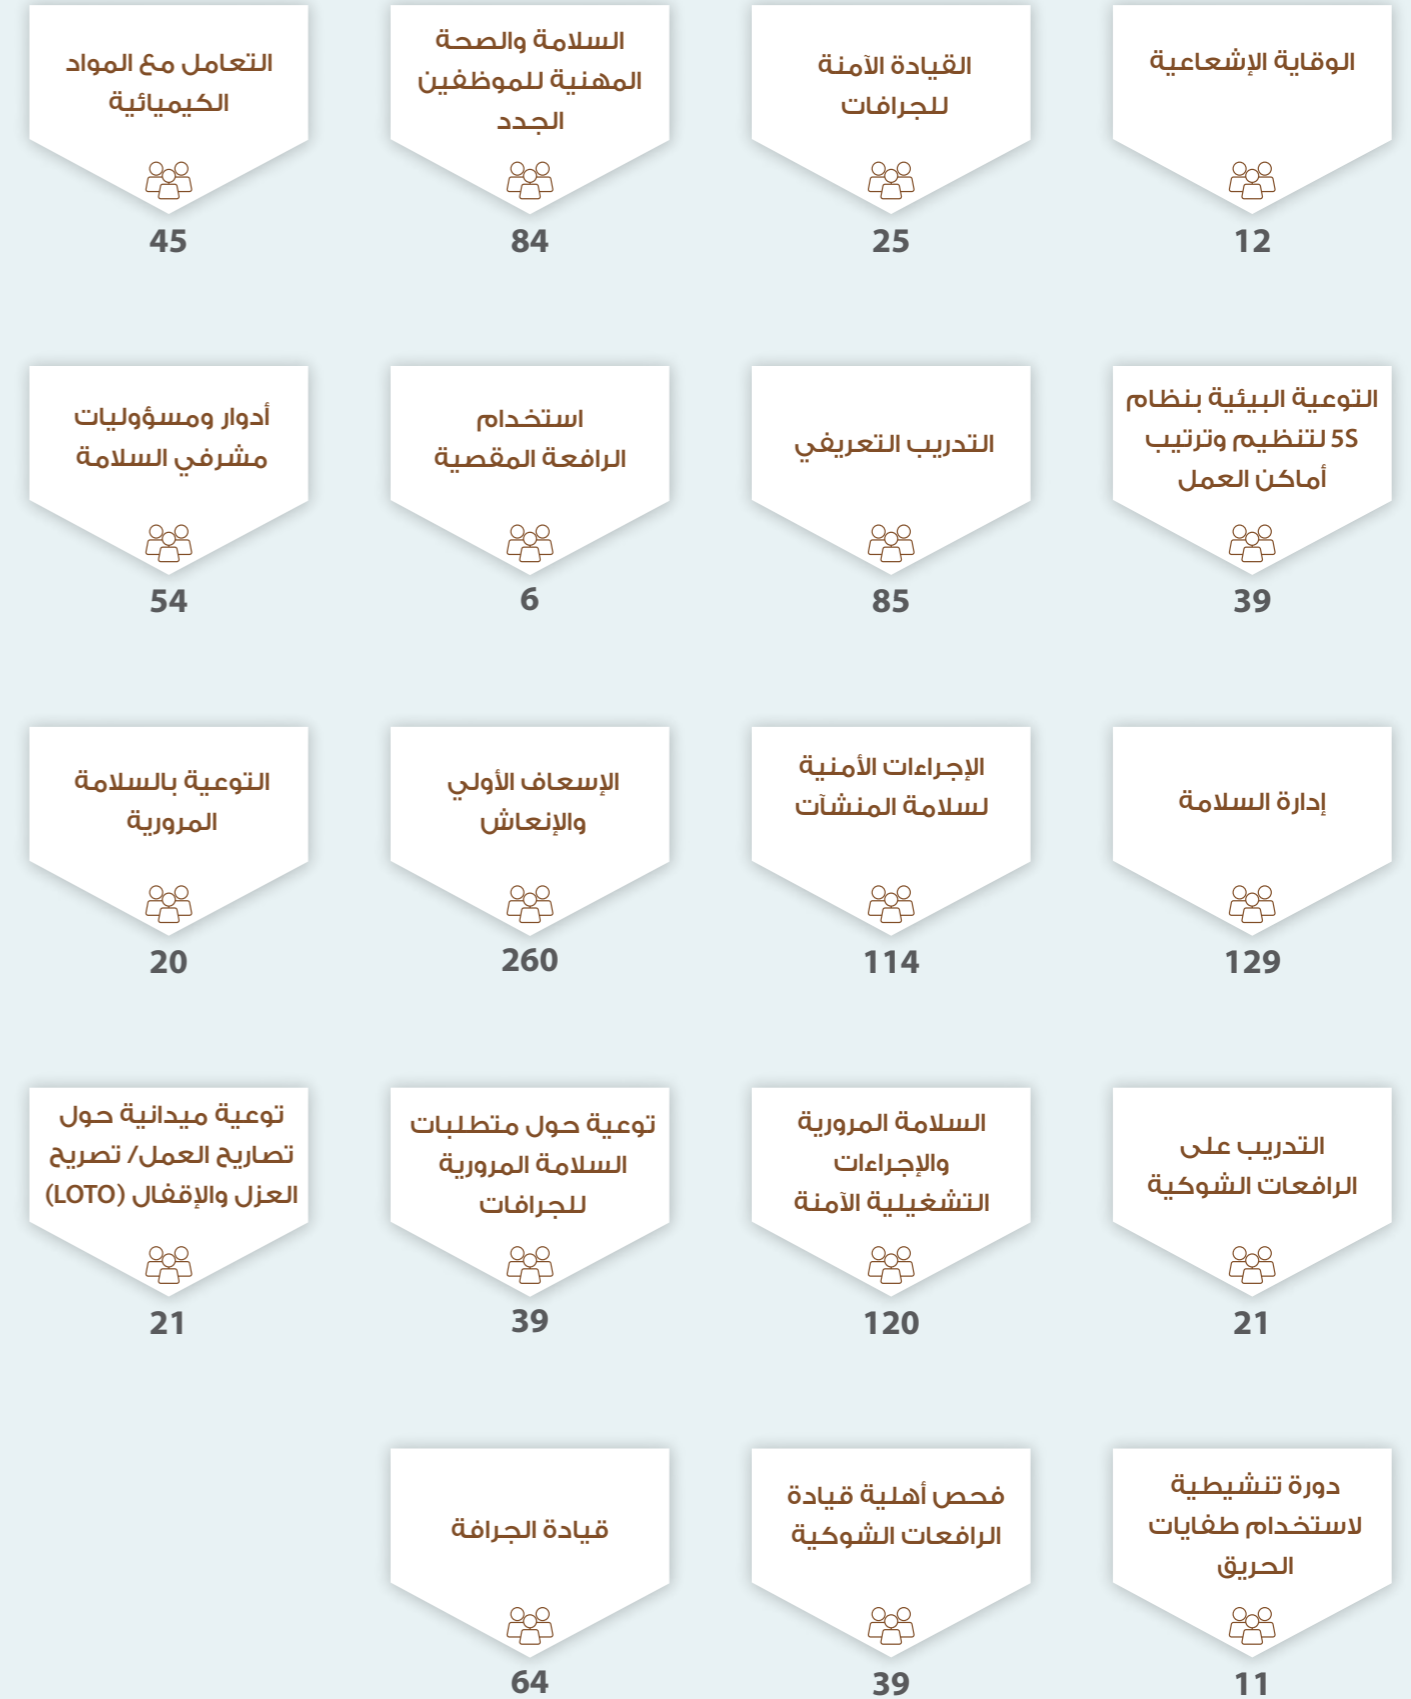 الوقاية الإشعاعية
12
القيادة الآمنة
للجرافات
25
السلامة والصحة
المهنية للموظفين
الجدد
84
التعامل مع المواد
الكيميائية
45
التوعية البيئية بنظام
5S لتنظيم وترتيب
أماكن العمل
39
التدريب التعريفي
85
استخدام
الرافعة المقصية
6
أدوار ومسؤوليات
مشرفي السلامة
54
إدارة السلامة
129
الإجراءات الأمنية
لسلامة المنشآت
114
الإسعاف الأولي
والإنعاش
260
التوعية بالسلامة
المرورية
20
التدريب على
الرافعات الشوكية
21
السلامة المرورية
والإجراءات
التشغيلية الآمنة
120
توعية حول متطلبات
السلامة المرورية
للجرافات
39
توعية ميدانية حول
تصاريح العمل/ تصريح
العزل والإقفال (LOTO)
21
دورة تنشيطية
لاستخدام طفايات
الحريق
11
فحص أهلية قيادة
الرافعات الشوكية
39
قيادة الجرافة
64